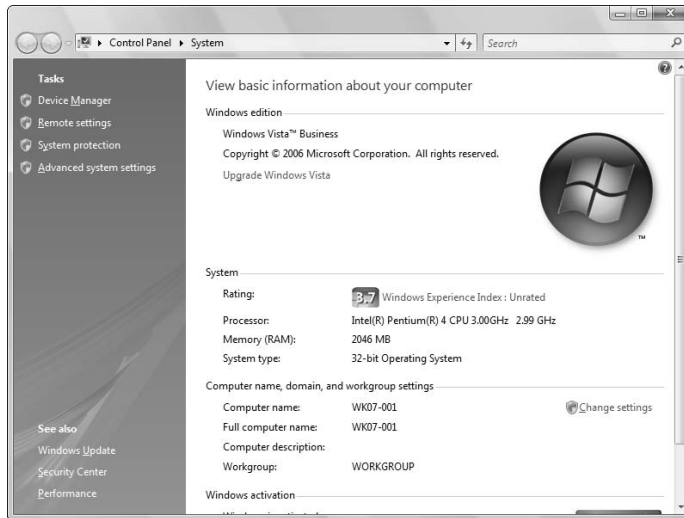 Control Panel ▸ System
Search
Tasks
Device Manager
Remote settings
System protection
Advanced system settings
See also
Windows Update
Security Center
Performance
View basic information about your computer
Windows edition
Windows Vista™ Business
Copyright © 2006 Microsoft Corporation. All rights reserved.
Upgrade Windows Vista
TM
System
Rating: 3.7 Windows Experience Index : Unrated
Processor: Intel(R) Pentium(R) 4 CPU 3.00GHz 2.99 GHz
Memory (RAM): 2046 MB
System type: 32-bit Operating System
Computer name, domain, and workgroup settings
Computer name: WK07-001 Change settings
Full computer name: WK07-001
Computer description:
Workgroup: WORKGROUP
Windows activation